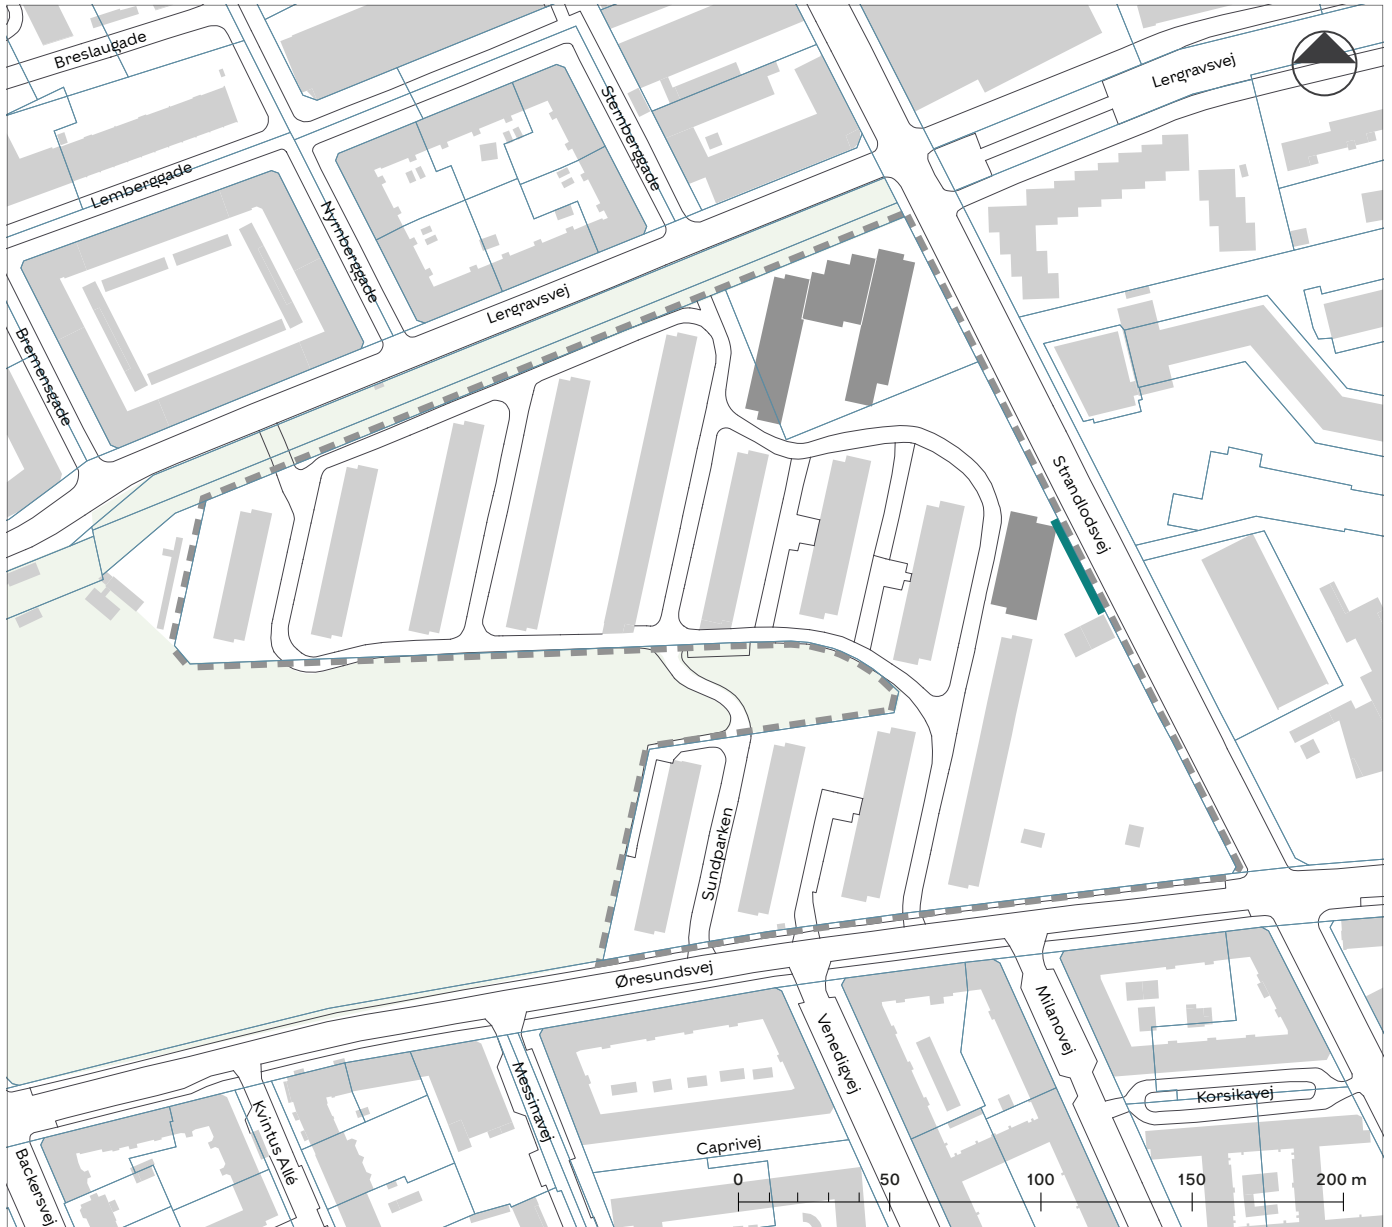 Breslaugade
Lergravsvej
Sternberggade
Lemberggade
Nyrnberggade
Lergravsvej
Bremensgade
Strandlodsvej
Sundparken
Øresundsvej
Milanovej
Venedigvej
Messinavej
Korsikavej
Kvintus Allé
Caprivej
Backersvej
0 50 100 150 200 m